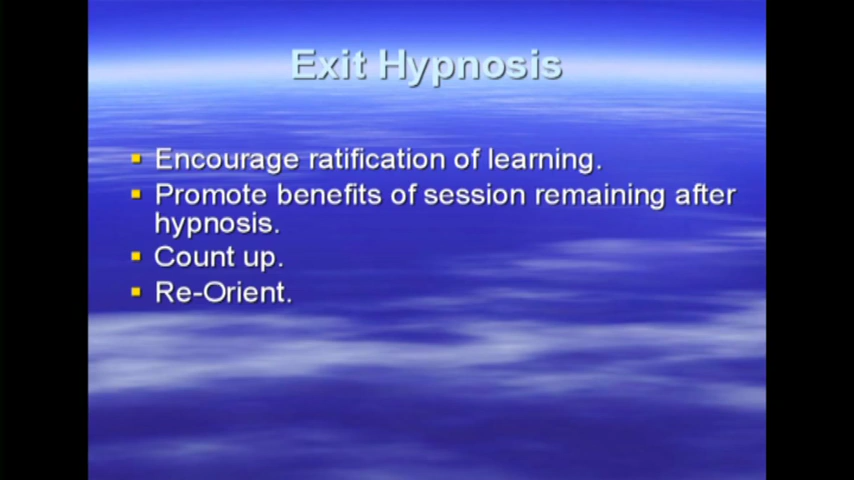 Exit Hypnosis
Encourage ratification of learning.
Promote benefits of session remaining after
hypnosis.
Count up.
Re-Orient.